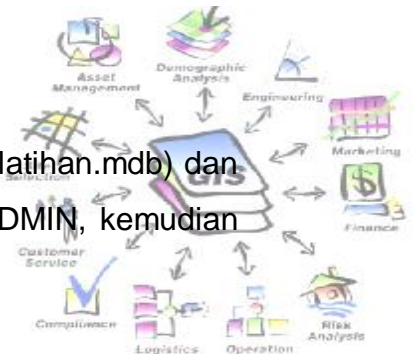 Demographic
Analysis
Asset
Management
Engineering
latihan.mdb) dan
Marketing
Selection
GIS
DMIN, kemudian
Finance
Customer
Service
Compliance
Risk
Analysis
Logistics
Operation